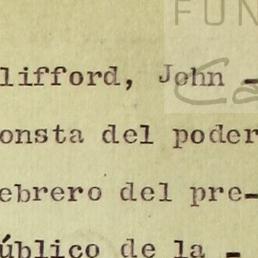 FUN
lifford, John -
onsta del poder
ebrero del pre-
úblico de la -